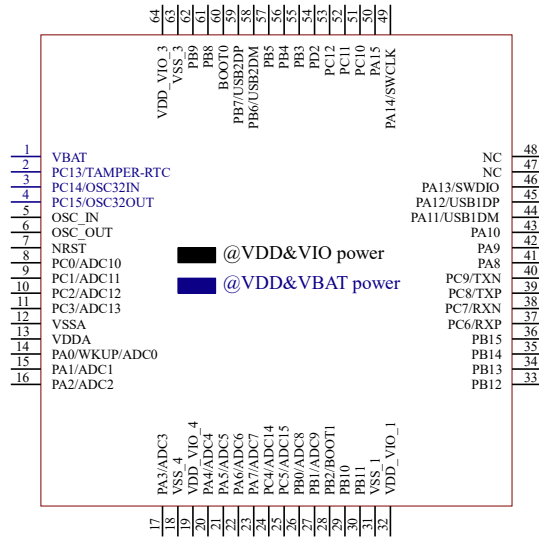 64 63 62 61 60 59 58 57 56 55 54 53 52 51 50 49
VDD_VIO_3
VSS_3
PB9
PB8
BOOT0
PB7/USB2DP
PB6/USB2DM
PB5
PB4
PB3
PD2
PC12
PC11
PC10
PA15
PA14/SWCLK
1 VBAT
2 PC13/TAMPER-RTC
3 PC14/OSC32IN
4 PC15/OSC32OUT
5 OSC_IN
6 OSC_OUT
7 NRST
8 PC0/ADC10
9 PC1/ADC11
10 PC2/ADC12
11 PC3/ADC13
12 VSSA
13 VDDA
14 PA0/WKUP/ADC0
15 PA1/ADC1
16 PA2/ADC2
@VDD&VIO power
@VDD&VBAT power
NC 48
NC 47
PA13/SWDIO 46
PA12/USB1DP 45
PA11/USB1DM 44
PA10 43
PA9 42
PA8 41
PC9/TXN 40
PC8/TXP 39
PC7/RXN 38
PC6/RXP 37
PB15 36
PB14 35
PB13 34
PB12 33
PA3/ADC3
VSS_4
VDD_VIO_4
PA4/ADC4
PA5/ADC5
PA6/ADC6
PA7/ADC7
PC4/ADC14
PC5/ADC15
PB0/ADC8
PB1/ADC9
PB2/BOOT1
PB10
PB11
VSS_1
VDD_VIO_1
17 18 19 20 21 22 23 24 25 26 27 28 29 30 31 32